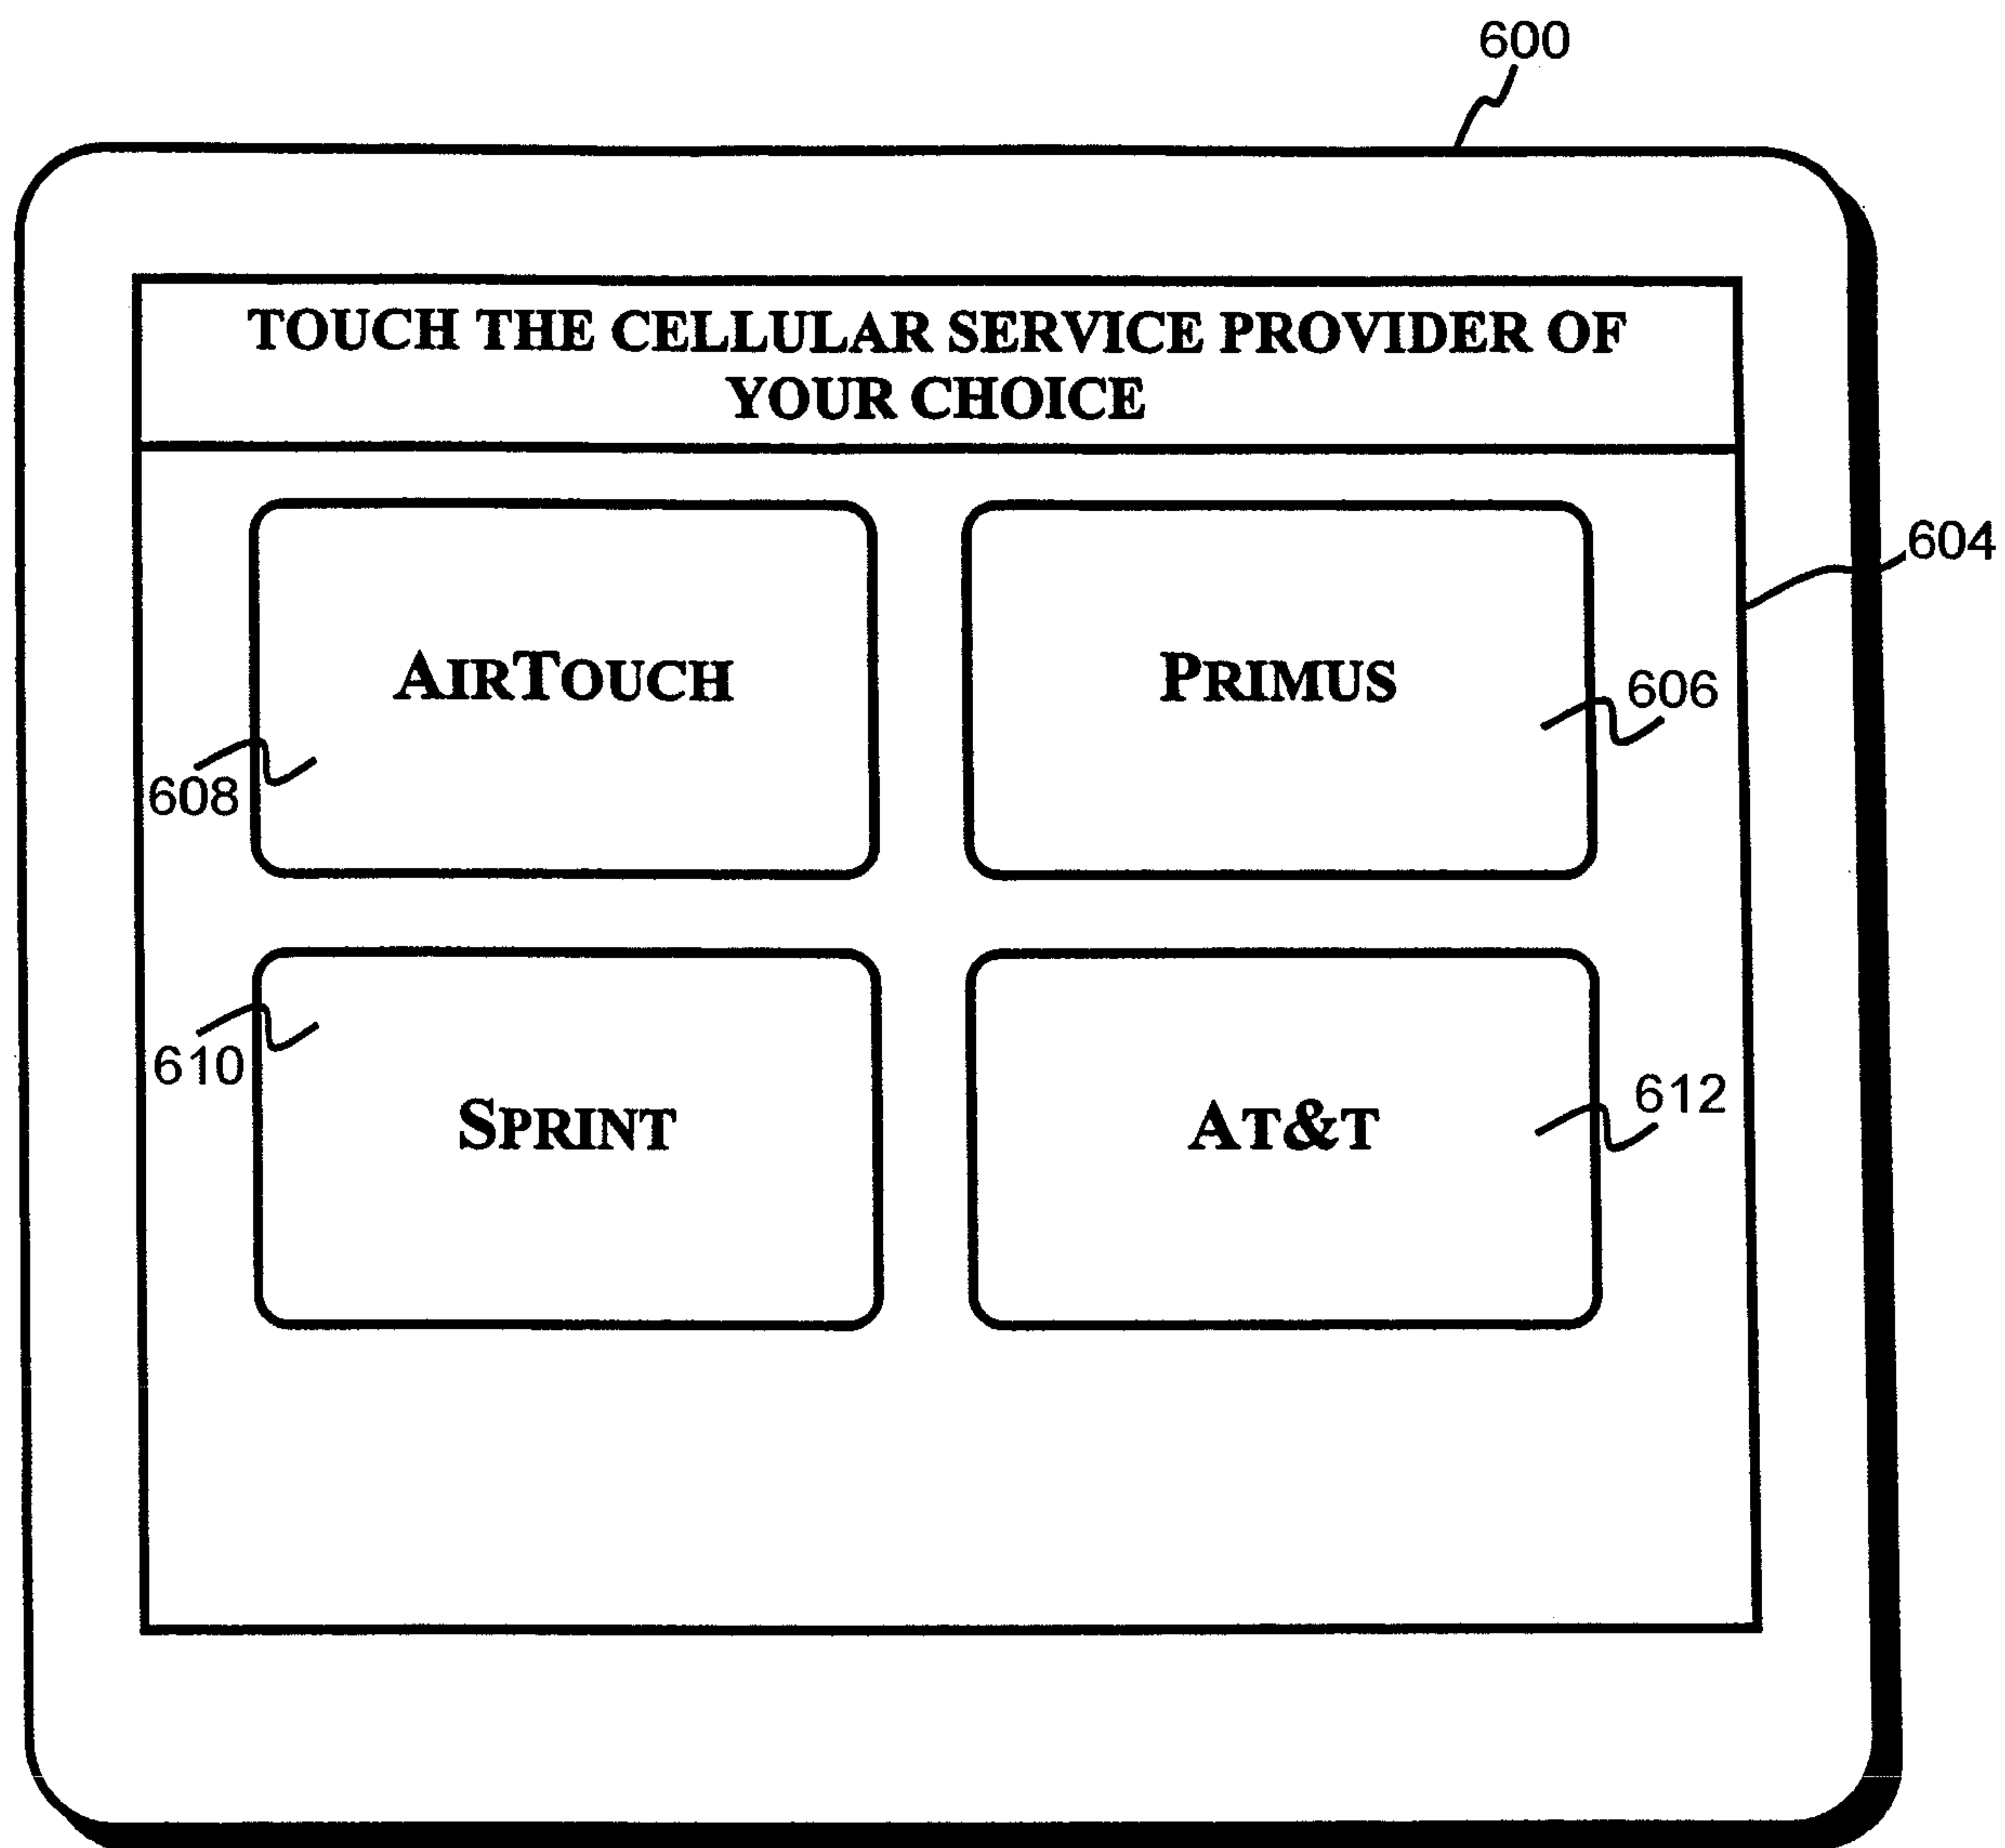 600
TOUCH THE CELLULAR SERVICE PROVIDER OF
YOUR CHOICE
604
AIRTOUCH
PRIMUS
606
608
610
612
SPRINT
AT&T